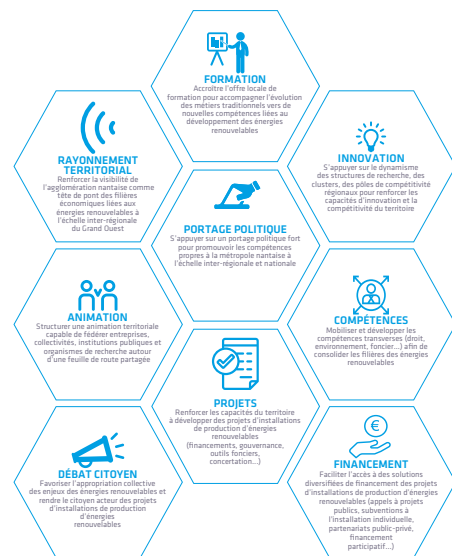 FORMATION
Accroître l'offre locale de
formation pour accompagner l'évolution
des métiers traditionnels vers de
nouvelles compétences liées au
développement des énergies
renouvelables
RAYONNEMENT
TERRITORIAL
Renforcer la visibilité de
l'agglomération nantaise comme
tête de pont des filières
économiques liées aux
énergies renouvelables à
l'échelle inter-régionale
du Grand Ouest
INNOVATION
S'appuyer sur le dynamisme
des structures de recherche, des
clusters, des pôles de compétitivité
régionaux pour renforcer les
capacités d'innovation et la
compétitivité du territoire
PORTAGE POLITIQUE
S'appuyer sur un portage politique fort
pour promouvoir les compétences
propres à la métropole nantaise à
l'échelle inter-régionale et nationale
ANIMATION
Structurer une animation territoriale
capable de fédérer entreprises,
collectivités, institutions publiques et
organismes de recherche autour
d'une feuille de route partagée
COMPÉTENCES
Mobiliser et développer les
compétences transverses (droit,
environnement, foncier...) afin de
consolider les filières des énergies
renouvelables
PROJETS
Renforcer les capacités du territoire
à développer des projets d'installations
de production d'énergies
renouvelables
(financements, gouvernance,
outils fonciers,
concertation...)
DÉBAT CITOYEN
Favoriser l'appropriation collective
des enjeux des énergies renouvelables et
rendre le citoyen acteur des projets
d'installations de production
d'énergies
renouvelables
€
FINANCEMENT
Faciliter l'accès à des solutions
diversifiées de financement des projets
d'installations de production d'énergies
renouvelables (appels à projets
publics, subventions à
l'installation individuelle,
partenariats public-privé,
financement
participatif...)